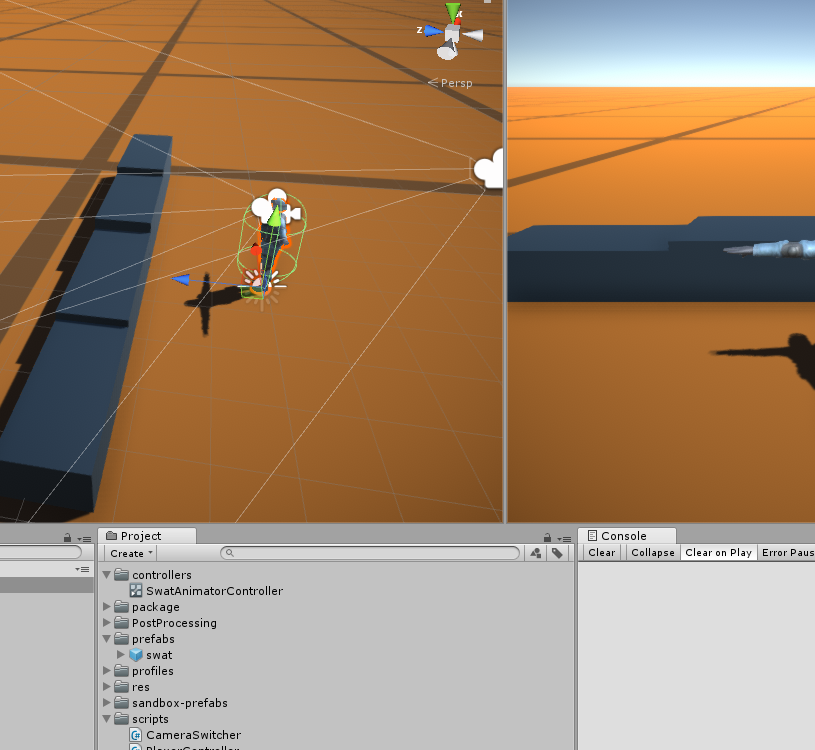 x
z
Persp
Project
Console
Create
Clear
Collapse
Clear on Play
Error Paus
controllers
SwatAnimatorController
package
PostProcessing
prefabs
swat
profiles
res
sandbox-prefabs
scripts
CameraSwitcher
PlayerController